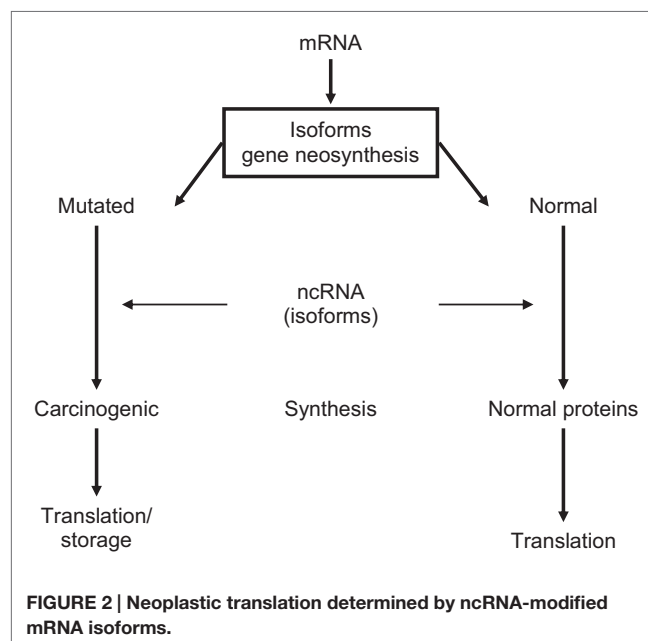 mRNA
Isoforms
gene neosynthesis
Mutated
Normal
ncRNA
(isoforms)
Carcinogenic
Synthesis
Normal proteins
Translation/
storage
Translation
FIGURE 2 | Neoplastic translation determined by ncRNA-modified
mRNA isoforms.